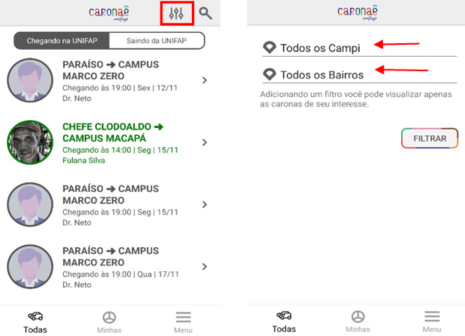 caronaê
unifap
Chegando na UNIFAP
Saindo da UNIFAP
PARAÍSO ➔ CAMPUS
MARCO ZERO
Chegando às 19:00 | Sex | 12/11
Dr. Neto
CHEFE CLODOALDO ➔
CAMPUS MACAPÁ
Chegando às 14:00 | Seg | 15/11
Fulana Silva
PARAÍSO ➔ CAMPUS
MARCO ZERO
Chegando às 19:00 | Seg | 15/11
Dr. Neto
PARAÍSO ➔ CAMPUS
MARCO ZERO
Chegando às 19:00 | Qua | 17/11
Dr. Neto
Todas
Minhas
Menu
caronaê
unifap
Todos os Campi
Todos os Bairros
Adicionando um filtro você pode visualizar apenas
as caronas de seu interesse.
FILTRAR
Todas
Minhas
Menu